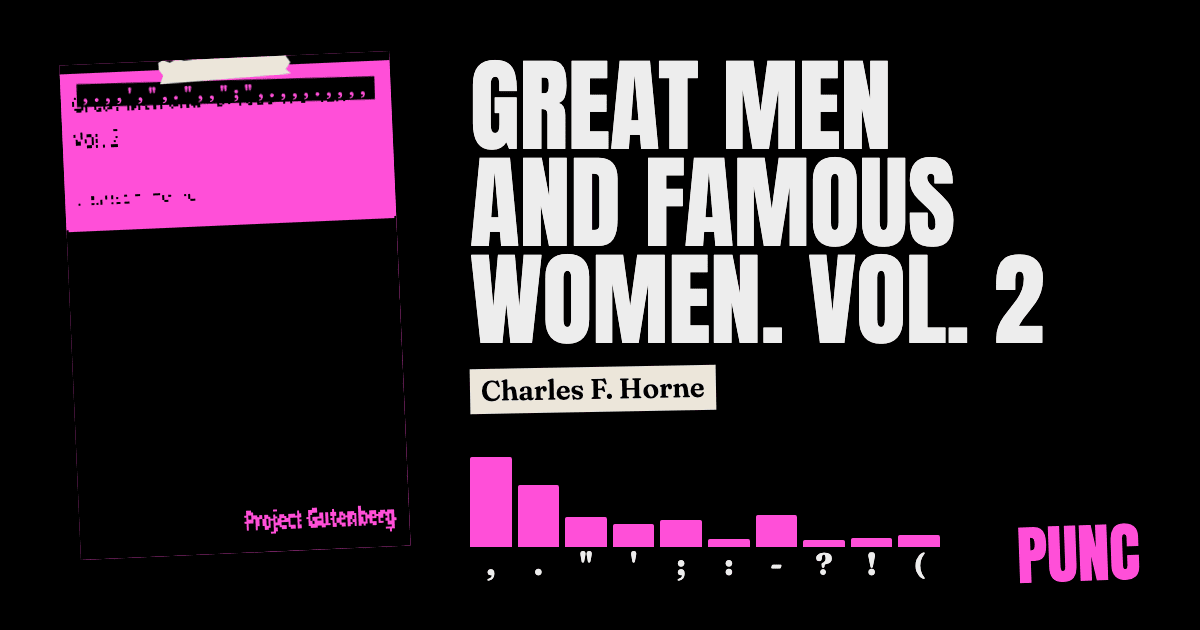 ,.,,',",.",,";",.,,,.,,,,
Vol. 2
Project Gutenberg
GREAT MEN
AND FAMOUS
WOMEN. VOL. 2
Charles F. Horne
, . " ' ; : - ? ! (
PUNC